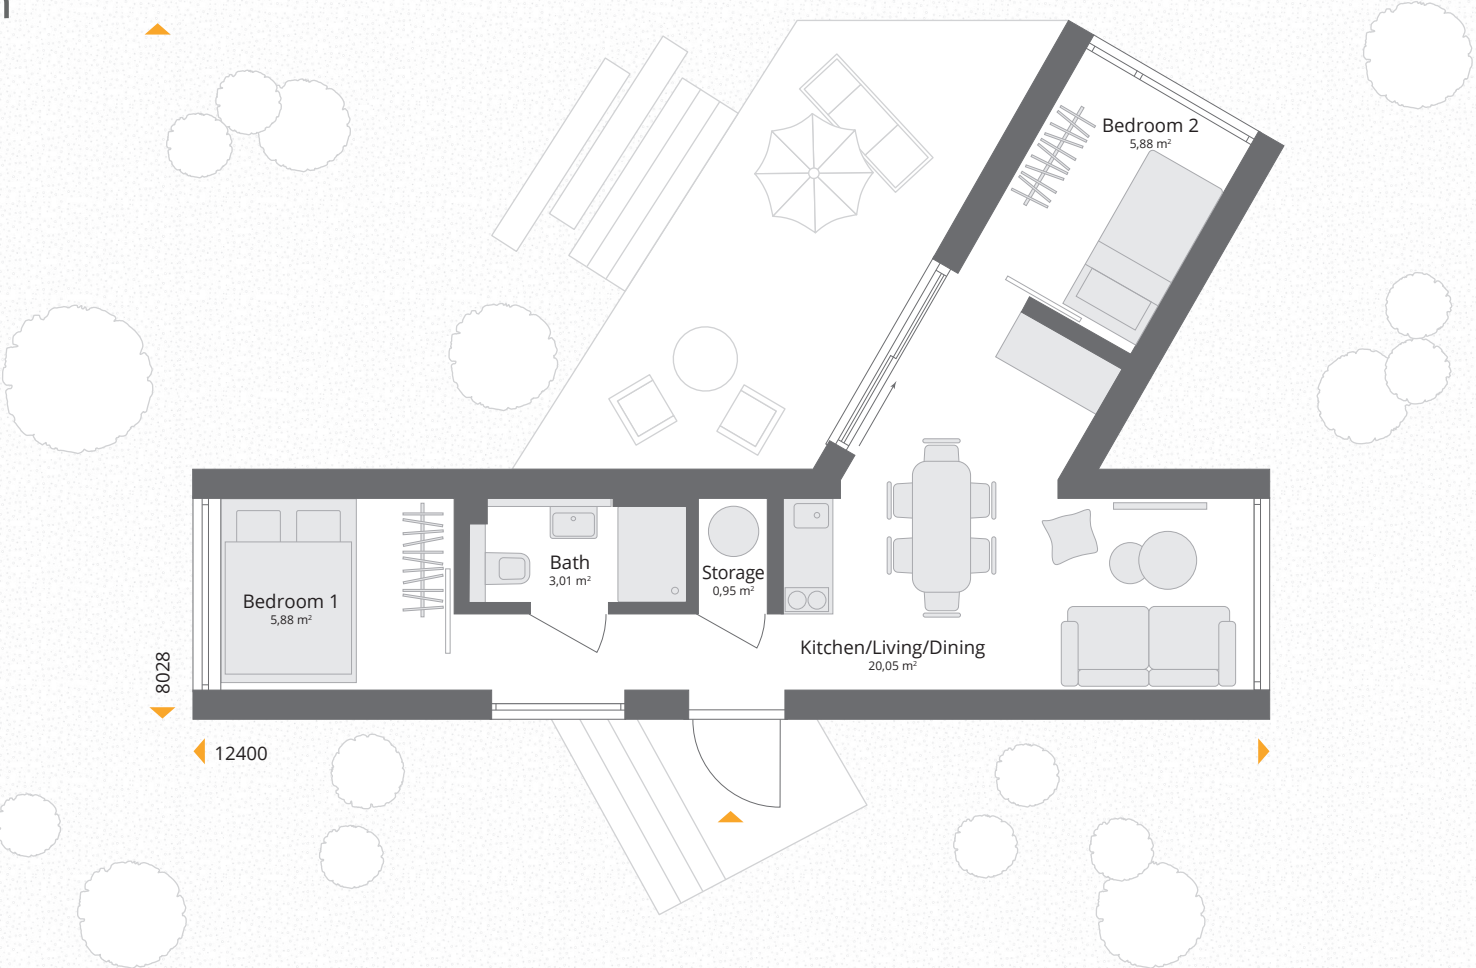 Bedroom 2
5,88 m²
Bath
3,01 m²
Storage
0,95 m²
Bedroom 1
5,88 m²
Kitchen/Living/Dining
20,05 m²
8028
12400